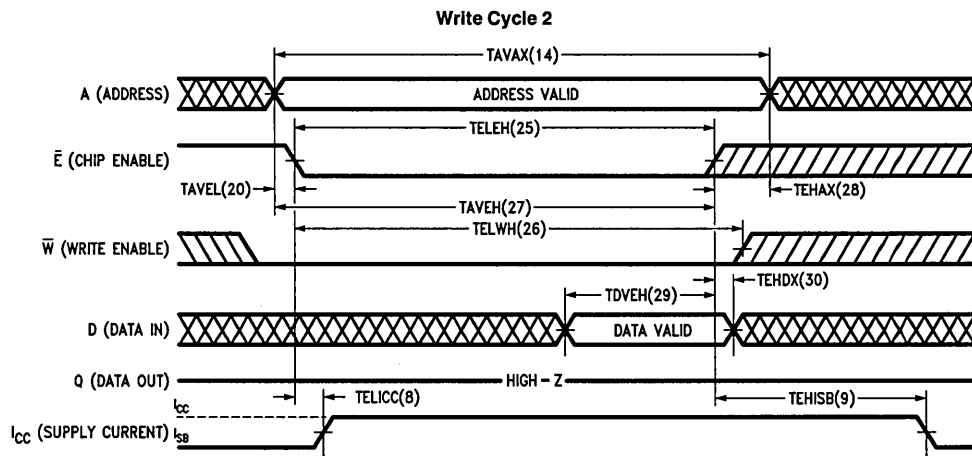 Write Cycle 2
TAVAX(14)
A (ADDRESS)
ADDRESS VALID
TELEH(25)
E̅ (CHIP ENABLE)
TAVEL(20)
TEHAX(28)
TAVEH(27)
TELWH(26)
W̅ (WRITE ENABLE)
TEHDX(30)
TDVEH(29)
D (DATA IN)
DATA VALID
Q (DATA OUT)
HIGH - Z
TELICC(8)
TEHISB(9)
ICC
ICC (SUPPLY CURRENT) ISB